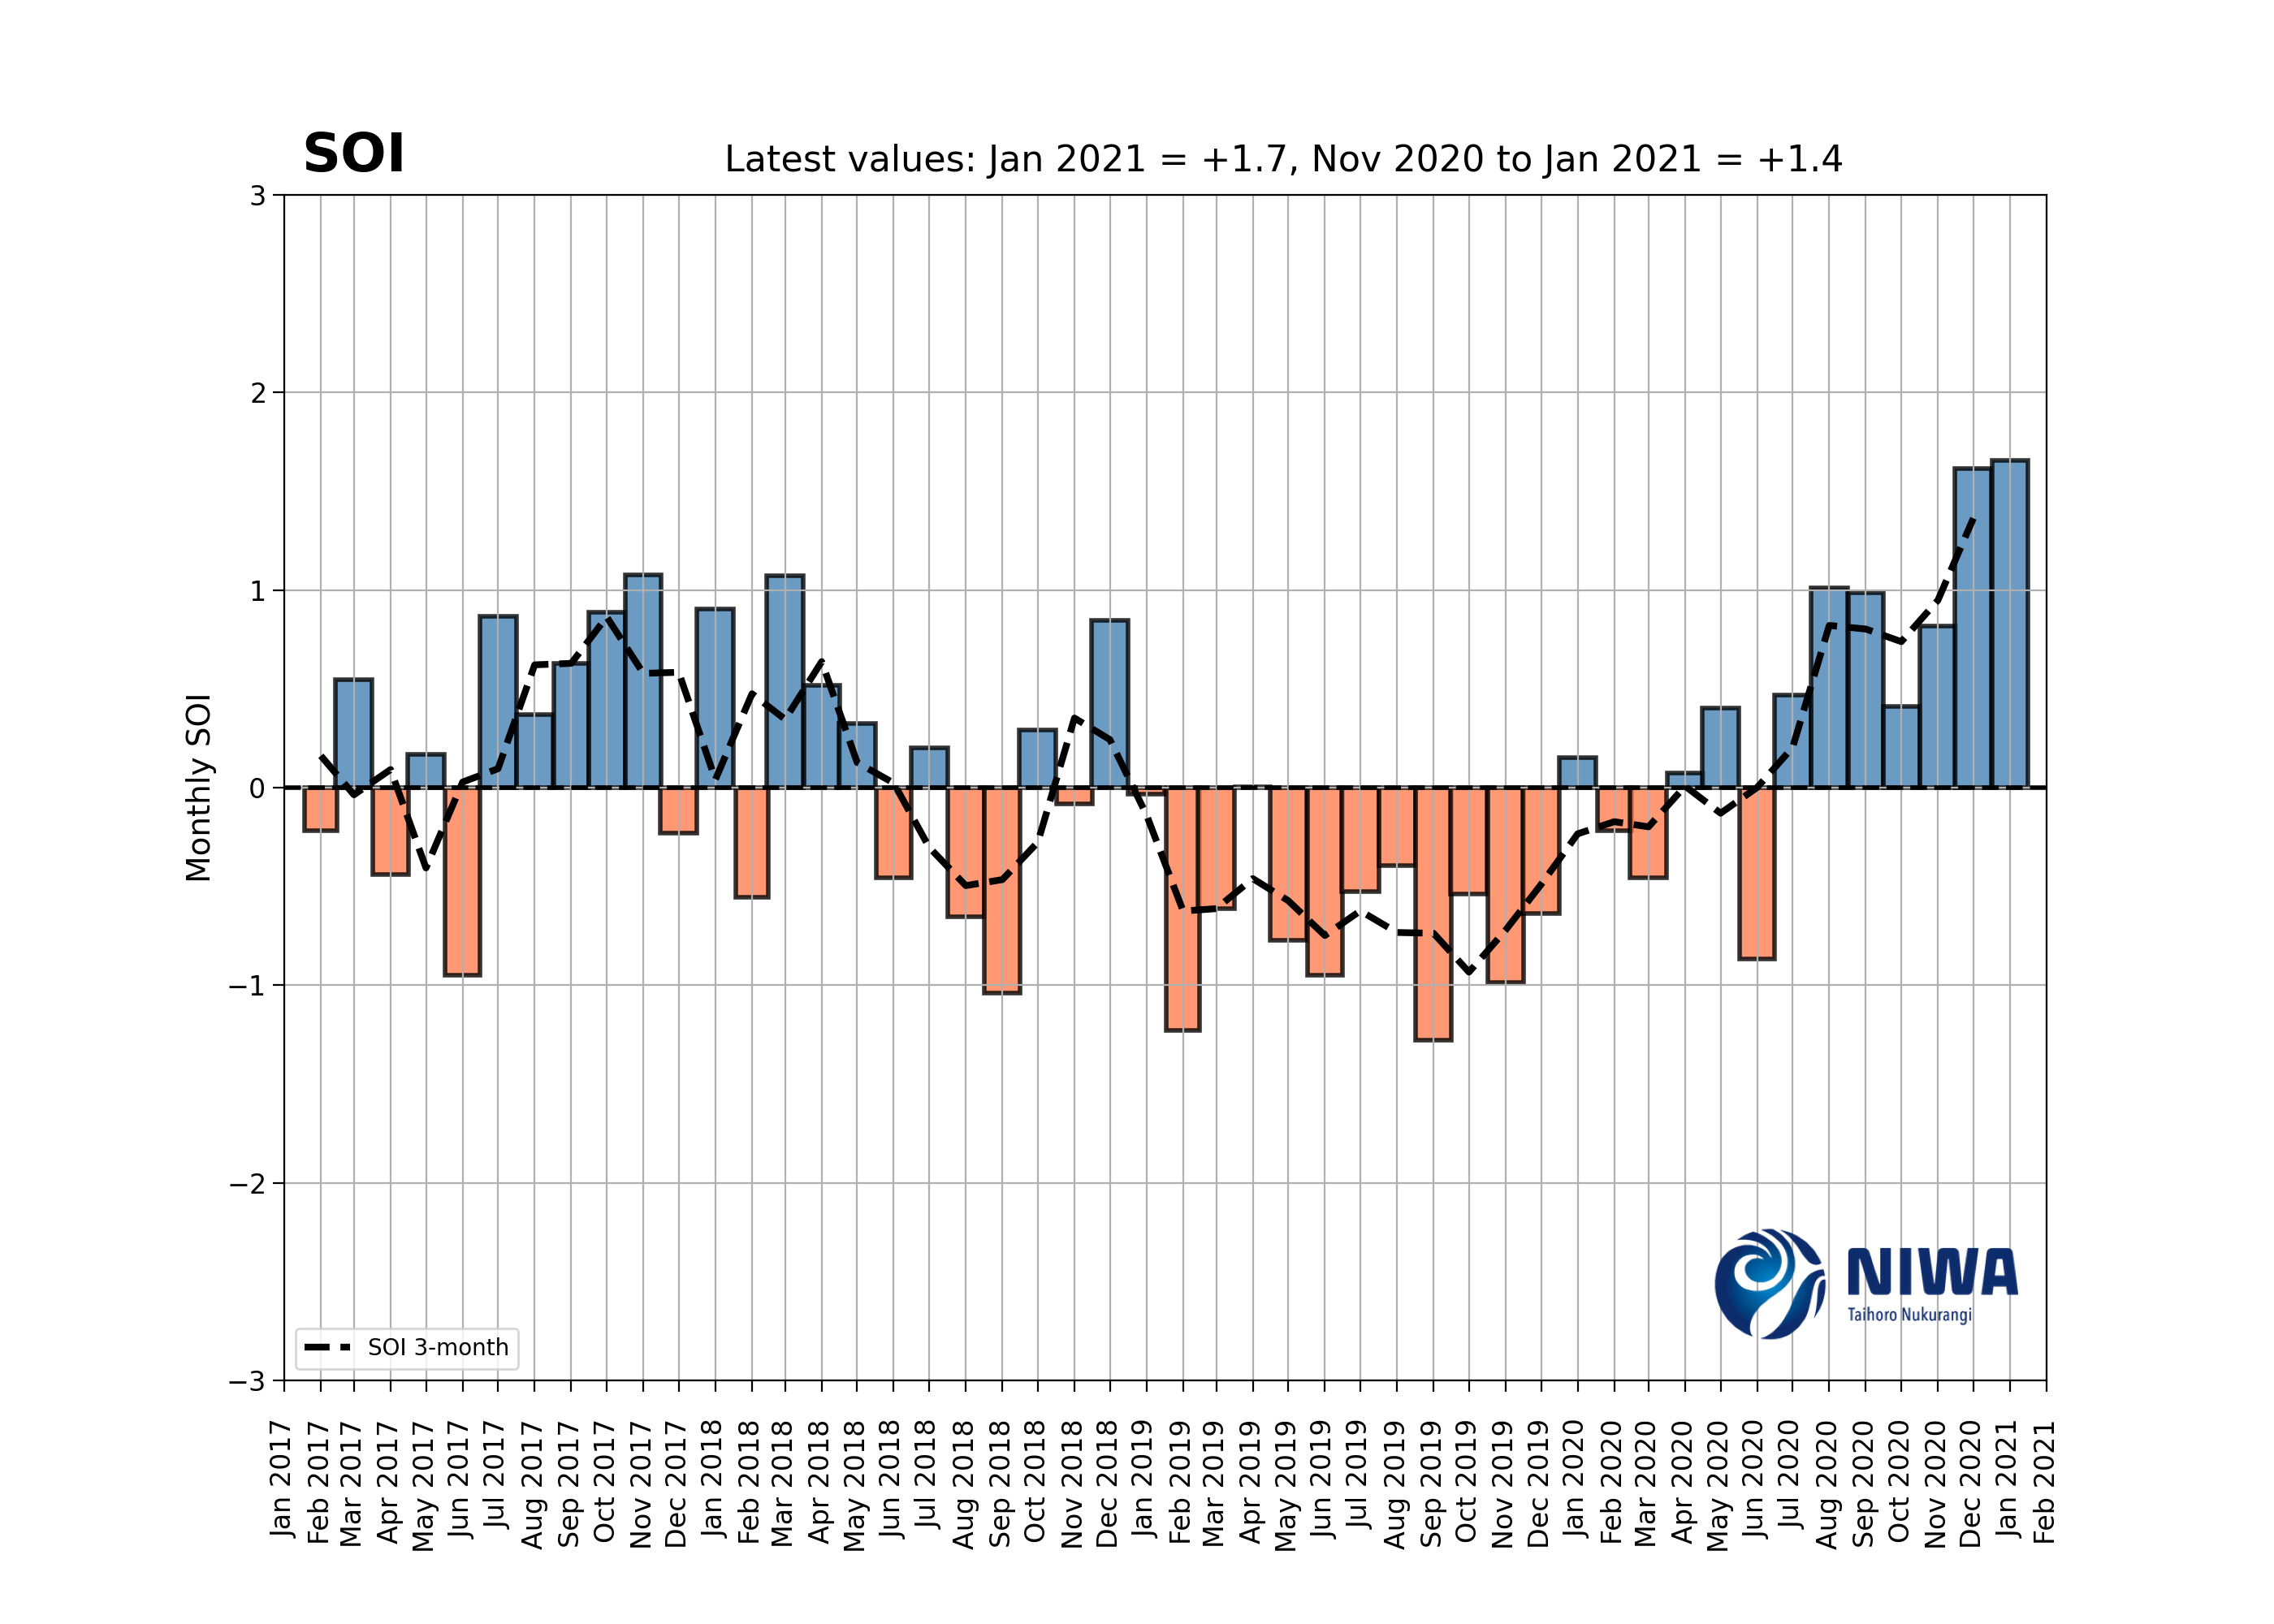 SOI
Latest values: Jan 2021 = +1.7, Nov 2020 to Jan 2021 = +1.4
Monthly SOI
3
2
1
0
−1
−2
−3
SOI 3-month
NIWA
Taihoro Nukurangi
Jan 2017
Feb 2017
Mar 2017
Apr 2017
May 2017
Jun 2017
Jul 2017
Aug 2017
Sep 2017
Oct 2017
Nov 2017
Dec 2017
Jan 2018
Feb 2018
Mar 2018
Apr 2018
May 2018
Jun 2018
Jul 2018
Aug 2018
Sep 2018
Oct 2018
Nov 2018
Dec 2018
Jan 2019
Feb 2019
Mar 2019
Apr 2019
May 2019
Jun 2019
Jul 2019
Aug 2019
Sep 2019
Oct 2019
Nov 2019
Dec 2019
Jan 2020
Feb 2020
Mar 2020
Apr 2020
May 2020
Jun 2020
Jul 2020
Aug 2020
Sep 2020
Oct 2020
Nov 2020
Dec 2020
Jan 2021
Feb 2021